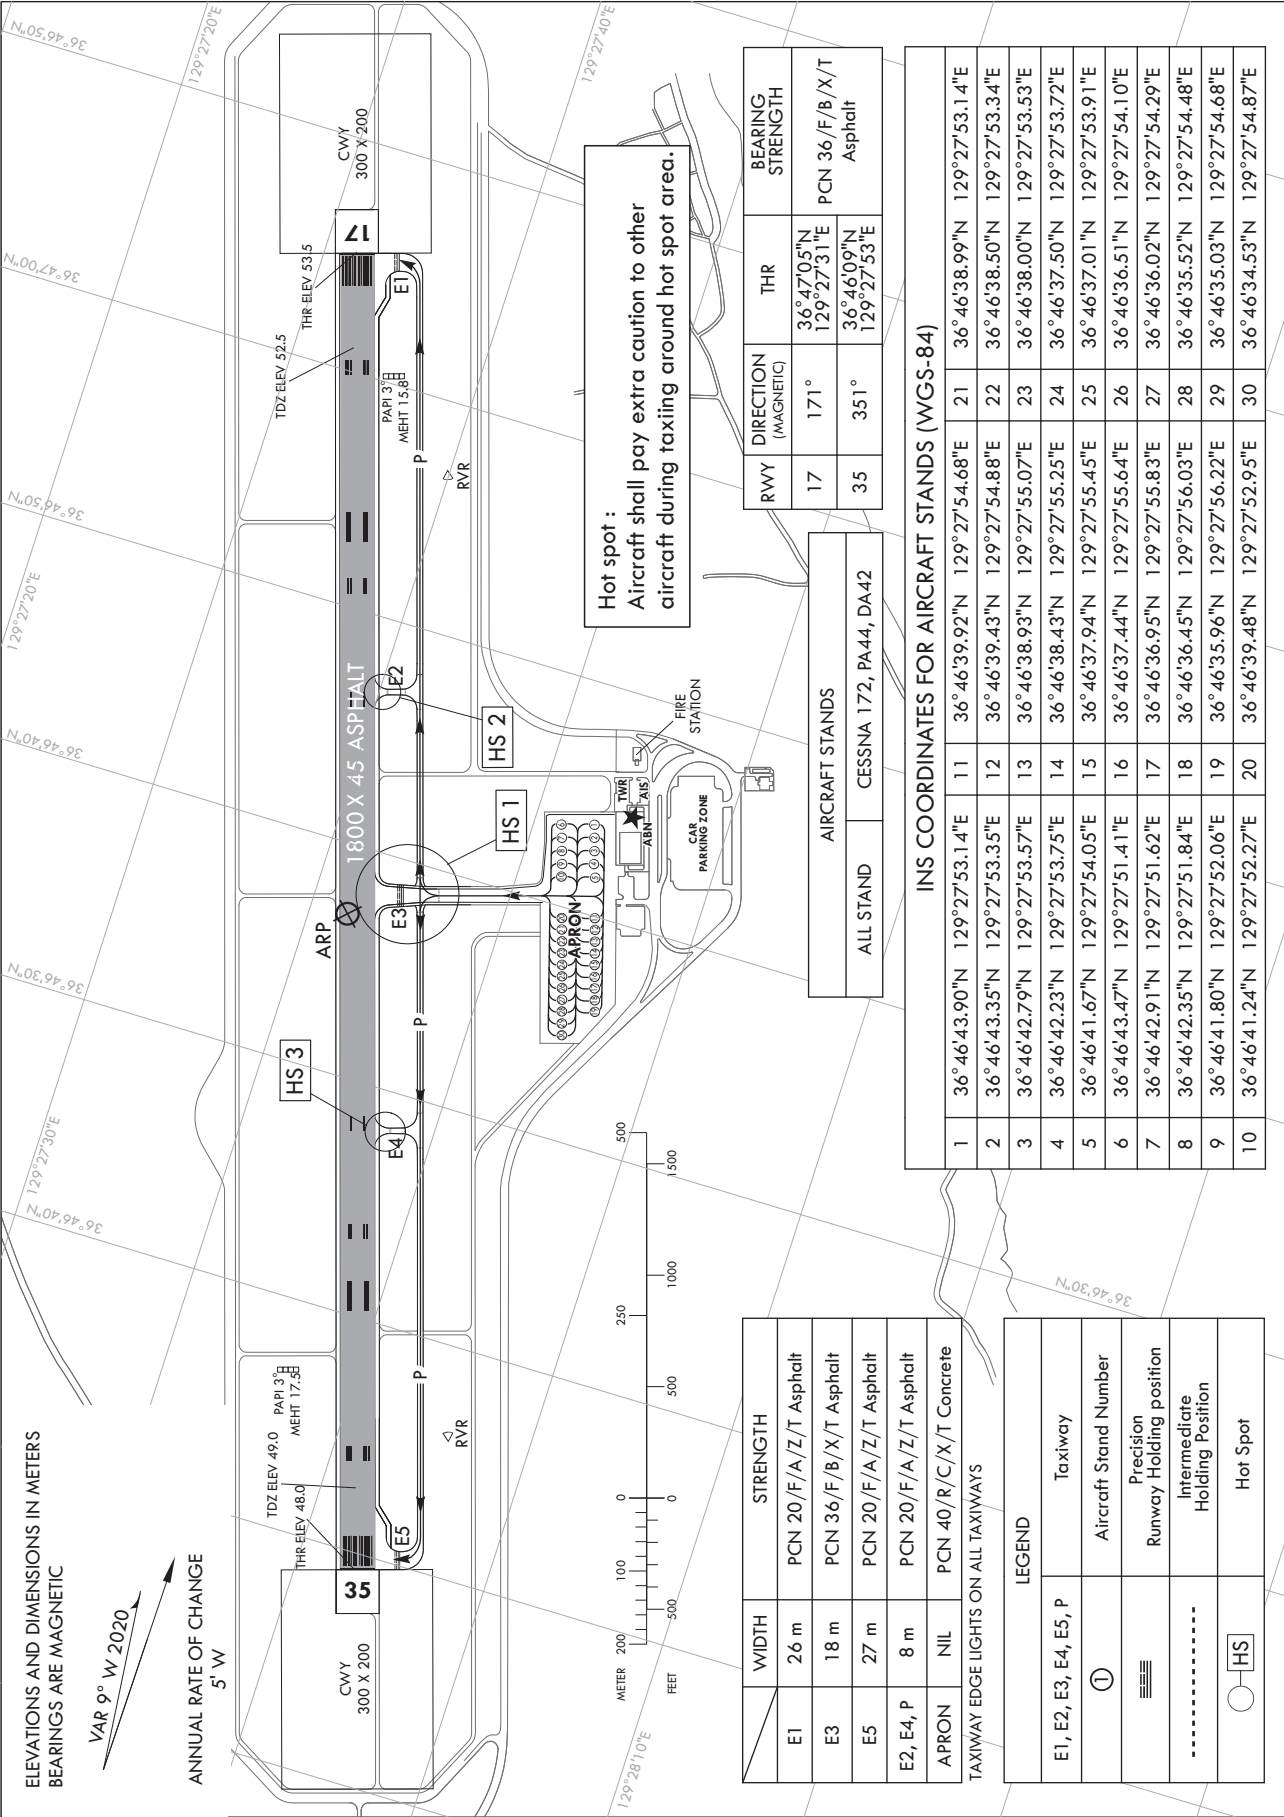 ELEVATIONS AND DIMENSIONS IN METERS
BEARINGS ARE MAGNETIC
VAR 9° W 2020
ANNUAL RATE OF CHANGE
5' W
36°46'50"N
129°27'20"E
129°27'40"E
36°47'00"N
36°46'50"N
129°27'20"E
36°46'40"N
36°46'30"N
129°27'30"E
36°46'40"N
129°28'10"E
36°46'30"N
CWY
300 X 200
35
THR ELEV 48.0
TDZ ELEV 49.0
PAPI 3°
MEHT 17.5
E5
RVR
P
HS 3
E4
P
ARP
E3
HS 1
1800 X 45 ASPHALT
E2
HS 2
P
RVR
PAPI 3°
MEHT 15.8
TDZ ELEV 52.5
THR ELEV 53.5
E1
17
CWY
300 X 200
APRON
TWR
AIS
ABN
FIRE
STATION
CAR
PARKING ZONE
Hot spot :
Aircraft shall pay extra caution to other
aircraft during taxiing around hot spot area.
METER 200 100 0 250 500
FEET 500 0 500 1000 1500
RWY DIRECTION (MAGNETIC) THR BEARING STRENGTH
17 171° 36°47'05"N 129°27'31"E PCN 36/F/B/X/T Asphalt
35 351° 36°46'09"N 129°27'53"E
AIRCRAFT STANDS
ALL STAND CESSNA 172, PA44, DA42
INS COORDINATES FOR AIRCRAFT STANDS (WGS-84)
1 36°46'43.90"N 129°27'53.14"E 11 36°46'39.92"N 129°27'54.68"E 21 36°46'38.99"N 129°27'53.14"E
2 36°46'43.35"N 129°27'53.35"E 12 36°46'39.43"N 129°27'54.88"E 22 36°46'38.50"N 129°27'53.34"E
3 36°46'42.79"N 129°27'53.57"E 13 36°46'38.93"N 129°27'55.07"E 23 36°46'38.00"N 129°27'53.53"E
4 36°46'42.23"N 129°27'53.75"E 14 36°46'38.43"N 129°27'55.25"E 24 36°46'37.50"N 129°27'53.72"E
5 36°46'41.67"N 129°27'54.05"E 15 36°46'37.94"N 129°27'55.45"E 25 36°46'37.01"N 129°27'53.91"E
6 36°46'43.47"N 129°27'51.41"E 16 36°46'37.44"N 129°27'55.64"E 26 36°46'36.51"N 129°27'54.10"E
7 36°46'42.91"N 129°27'51.62"E 17 36°46'36.95"N 129°27'55.83"E 27 36°46'36.02"N 129°27'54.29"E
8 36°46'42.35"N 129°27'51.84"E 18 36°46'36.45"N 129°27'56.03"E 28 36°46'35.52"N 129°27'54.48"E
9 36°46'41.80"N 129°27'52.06"E 19 36°46'35.96"N 129°27'56.22"E 29 36°46'35.03"N 129°27'54.68"E
10 36°46'41.24"N 129°27'52.27"E 20 36°46'39.48"N 129°27'52.95"E 30 36°46'34.53"N 129°27'54.87"E
WIDTH STRENGTH
E1 26 m PCN 20/F/A/Z/T Asphalt
E3 18 m PCN 36/F/B/X/T Asphalt
E5 27 m PCN 20/F/A/Z/T Asphalt
E2, E4, P 8 m PCN 20/F/A/Z/T Asphalt
APRON NIL PCN 40/R/C/X/T Concrete
TAXIWAY EDGE LIGHTS ON ALL TAXIWAYS
LEGEND
E1, E2, E3, E4, E5, P Taxiway
1 Aircraft Stand Number
Precision
Runway Holding position
Intermediate
Holding Position
HS Hot Spot